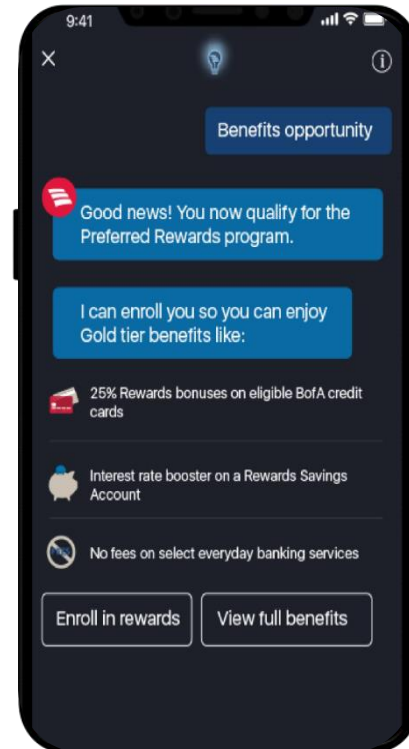 9:41
Benefits opportunity
Good news! You now qualify for the
Preferred Rewards program.
I can enroll you so you can enjoy
Gold tier benefits like:
25% Rewards bonuses on eligible BofA credit
cards
Interest rate booster on a Rewards Savings
Account
No fees on select everyday banking services
Enroll in rewards
View full benefits